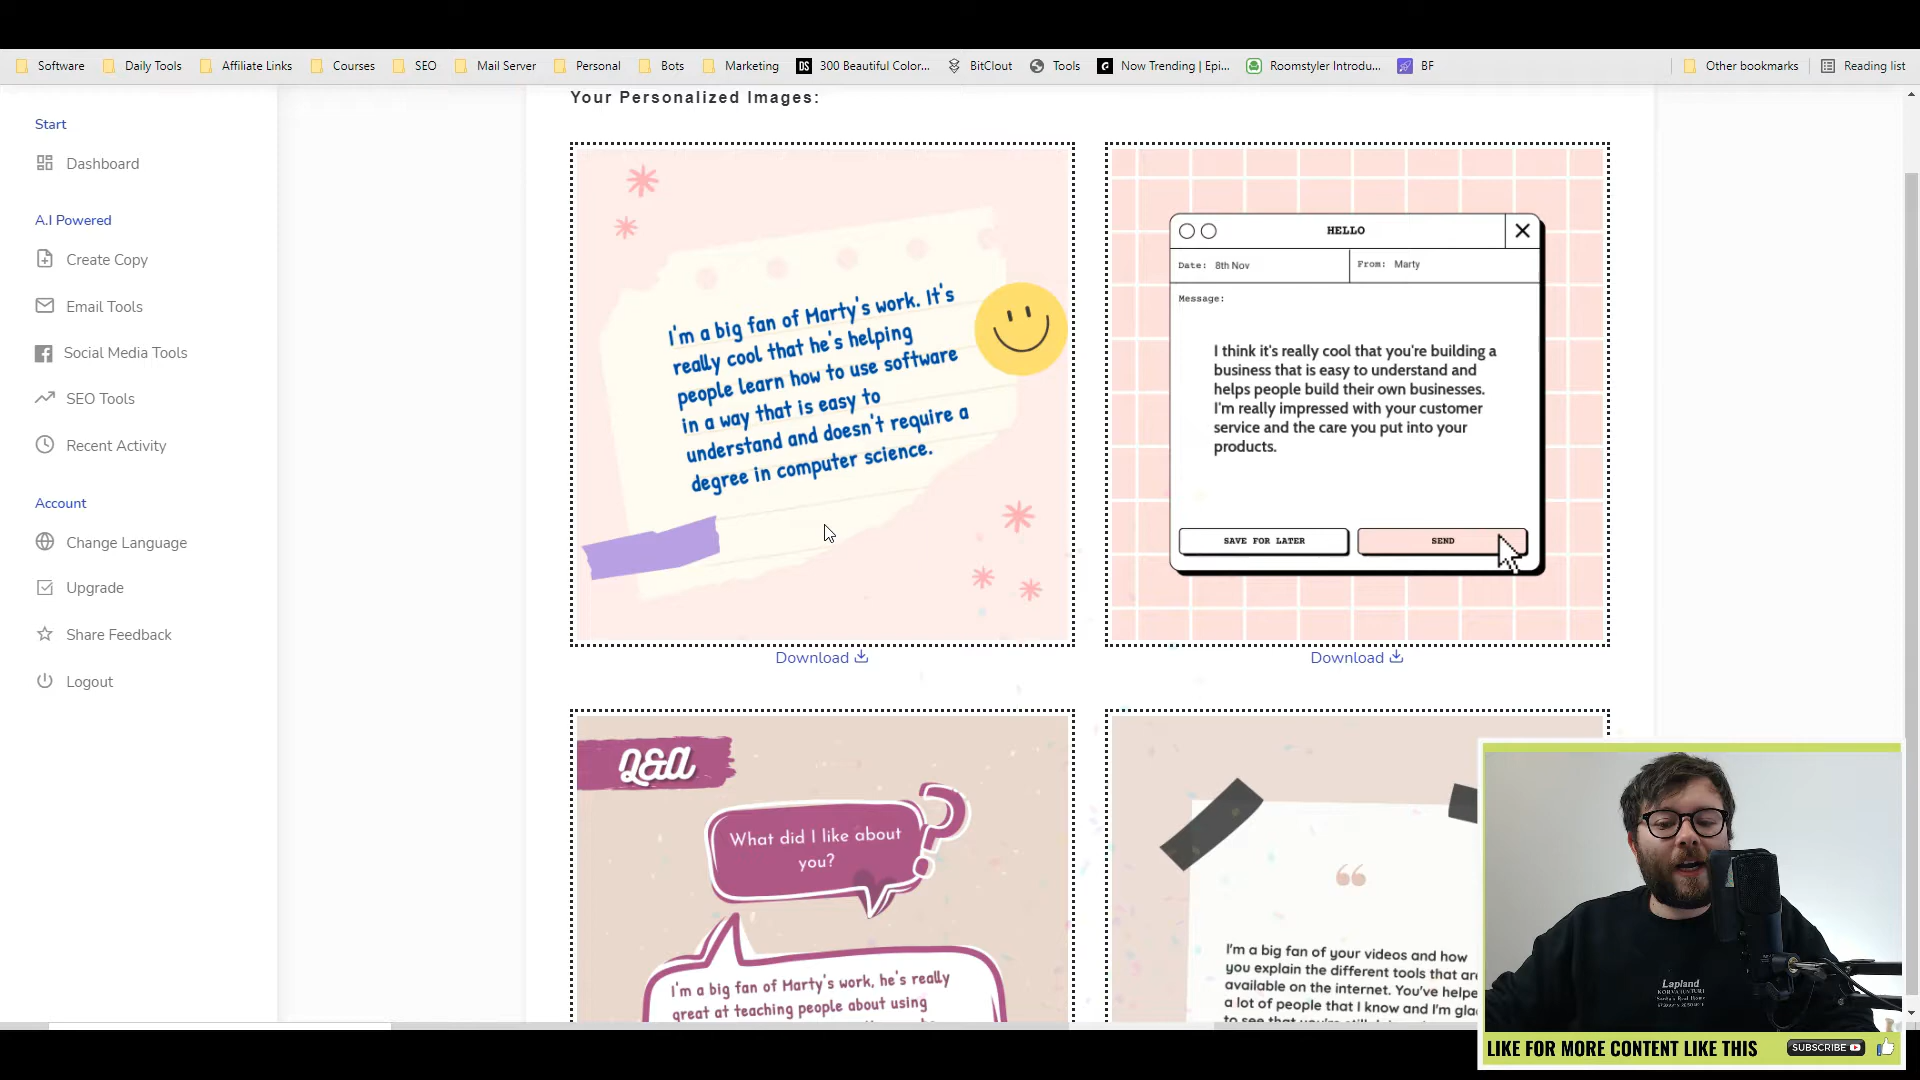 Software
Daily Tools
Affiliate Links
Courses
SEO
Mail Server
Personal
Bots
Marketing
DS
300 Beautiful Color...
BitClout
Tools
Now Trending | Epi...
Roomstyler Introdu...
BF
Other bookmarks
Reading list
Start
Dashboard
A.I Powered
Create Copy
Email Tools
Social Media Tools
SEO Tools
Recent Activity
Account
Change Language
Upgrade
Share Feedback
Logout
Your Personalized Images:
I'm a big fan of Marty's work. It's
really cool that he's helping
people learn how to use software
in a way that is easy to
understand and doesn't require a
degree in computer science.
Download
HELLO
Date: 8th Nov
From: Marty
Message:
I think it's really cool that you're building a
business that is easy to understand and
helps people build their own businesses.
I'm really impressed with your customer
service and the care you put into your
products.
SAVE FOR LATER
SEND
Download
Q&A
What did I like about
you?
I'm a big fan of Marty's work, he's really
great at teaching people about using
I'm a big fan of your videos and how
you explain the different tools that are
available on the internet. You've helpe
a lot of people that I know and I'm gla
Lapland
LIKE FOR MORE CONTENT LIKE THIS
SUBSCRIBE